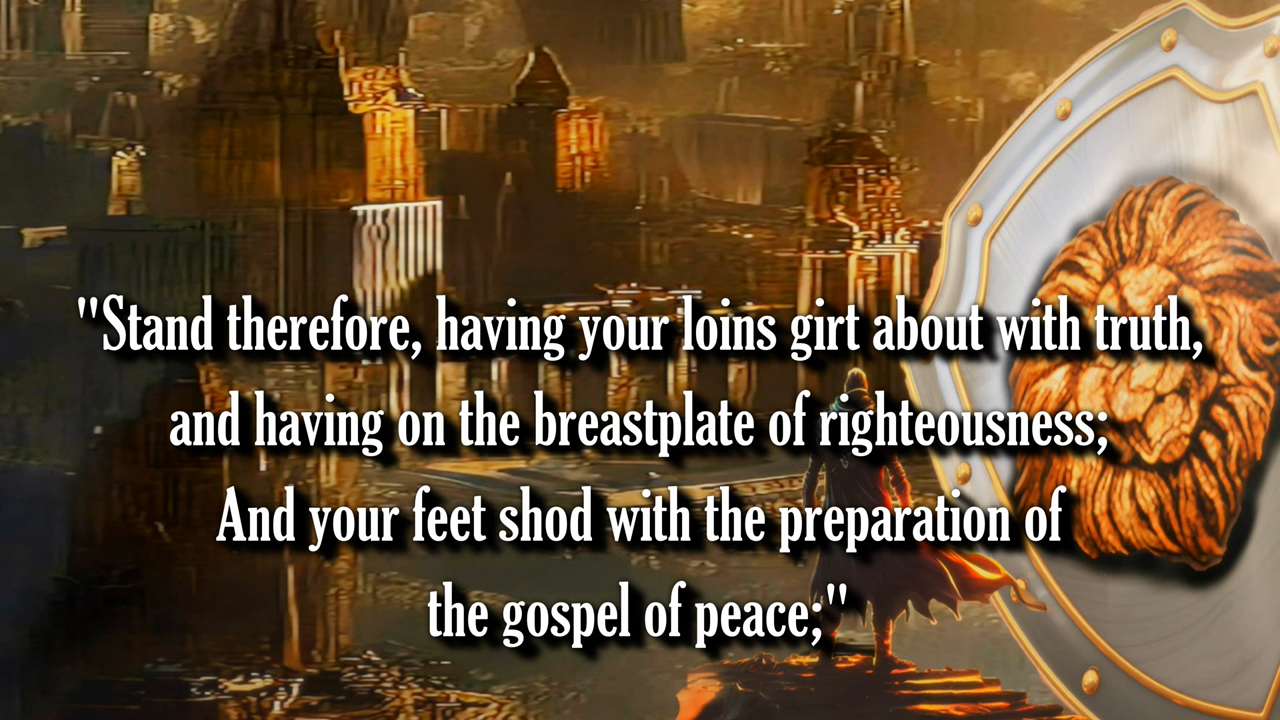 "Stand therefore, having your loins girt about with truth,
and having on the breastplate of righteousness;
And your feet shod with the preparation of
the gospel of peace;"